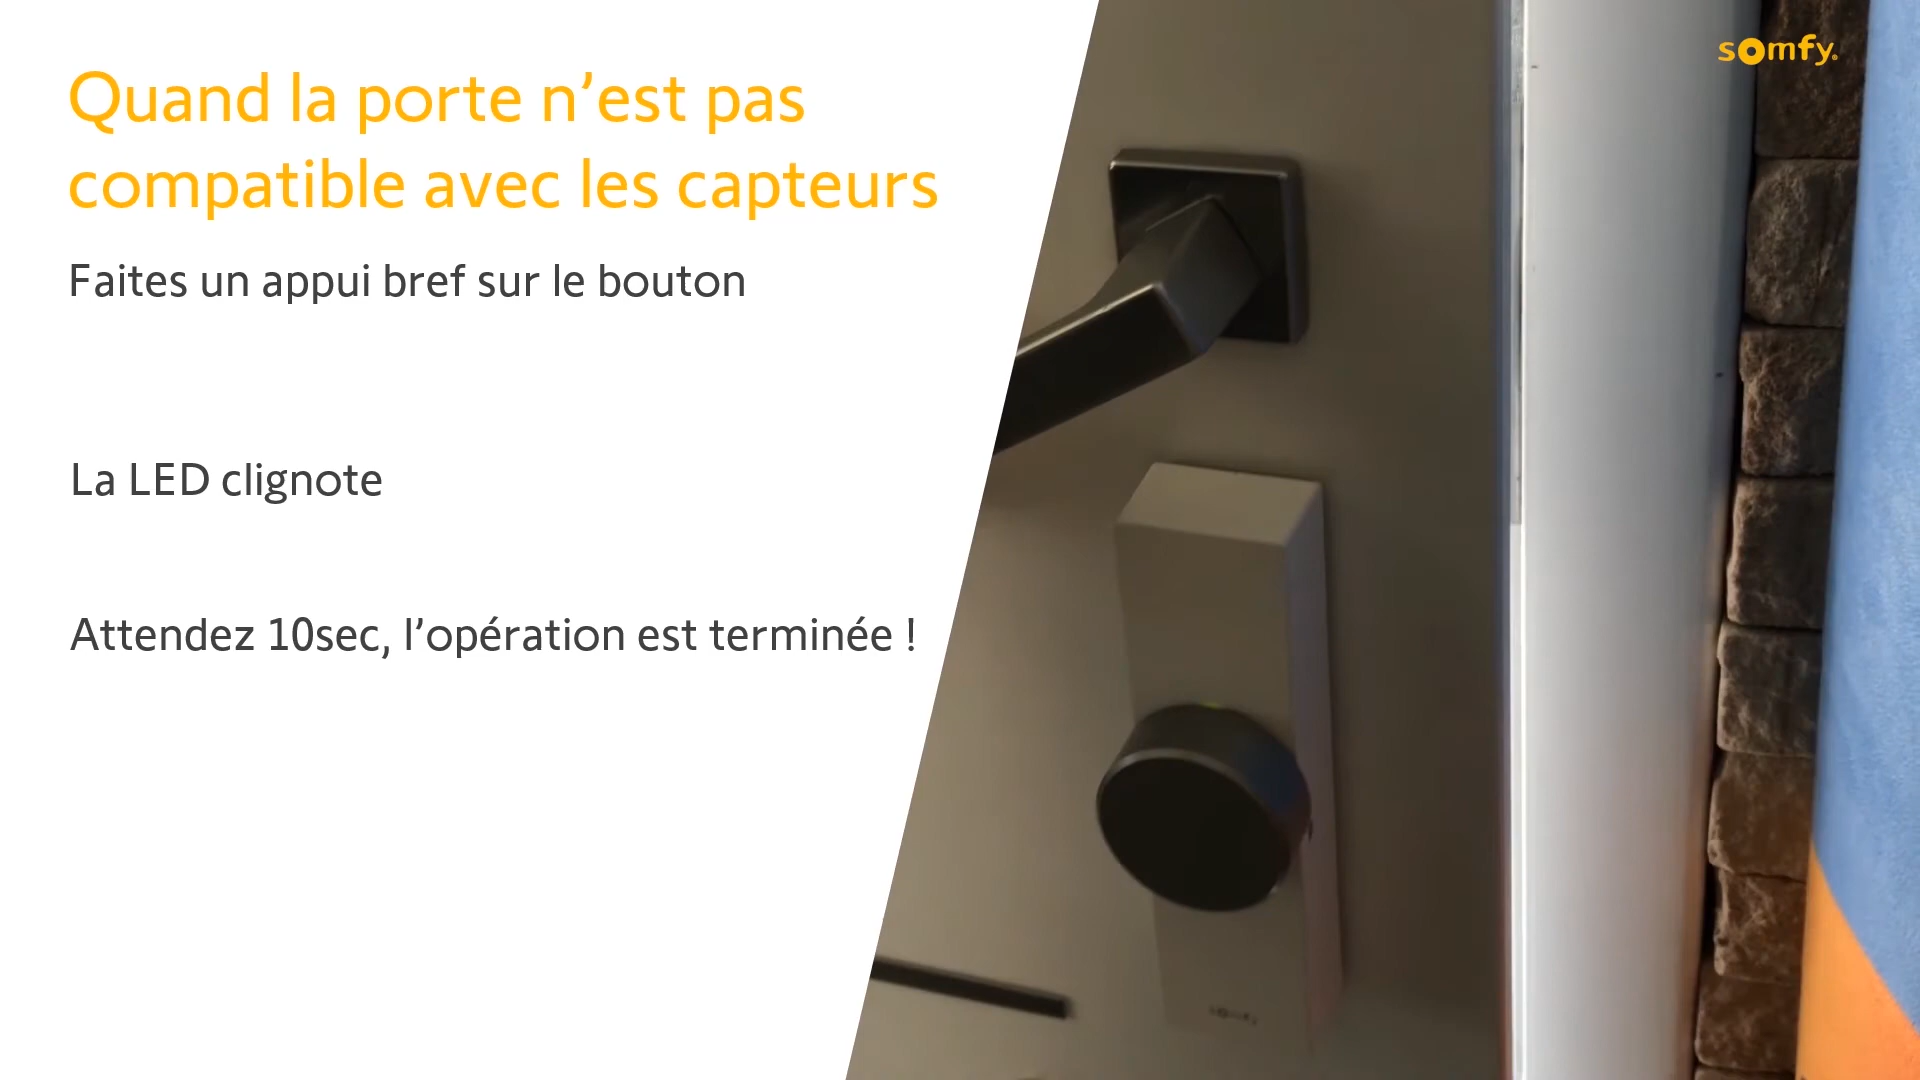 Quand la porte n’est pas
compatible avec les capteurs
Faites un appui bref sur le bouton
La LED clignote
Attendez 10sec, l’opération est terminée !
somfy.
somfy